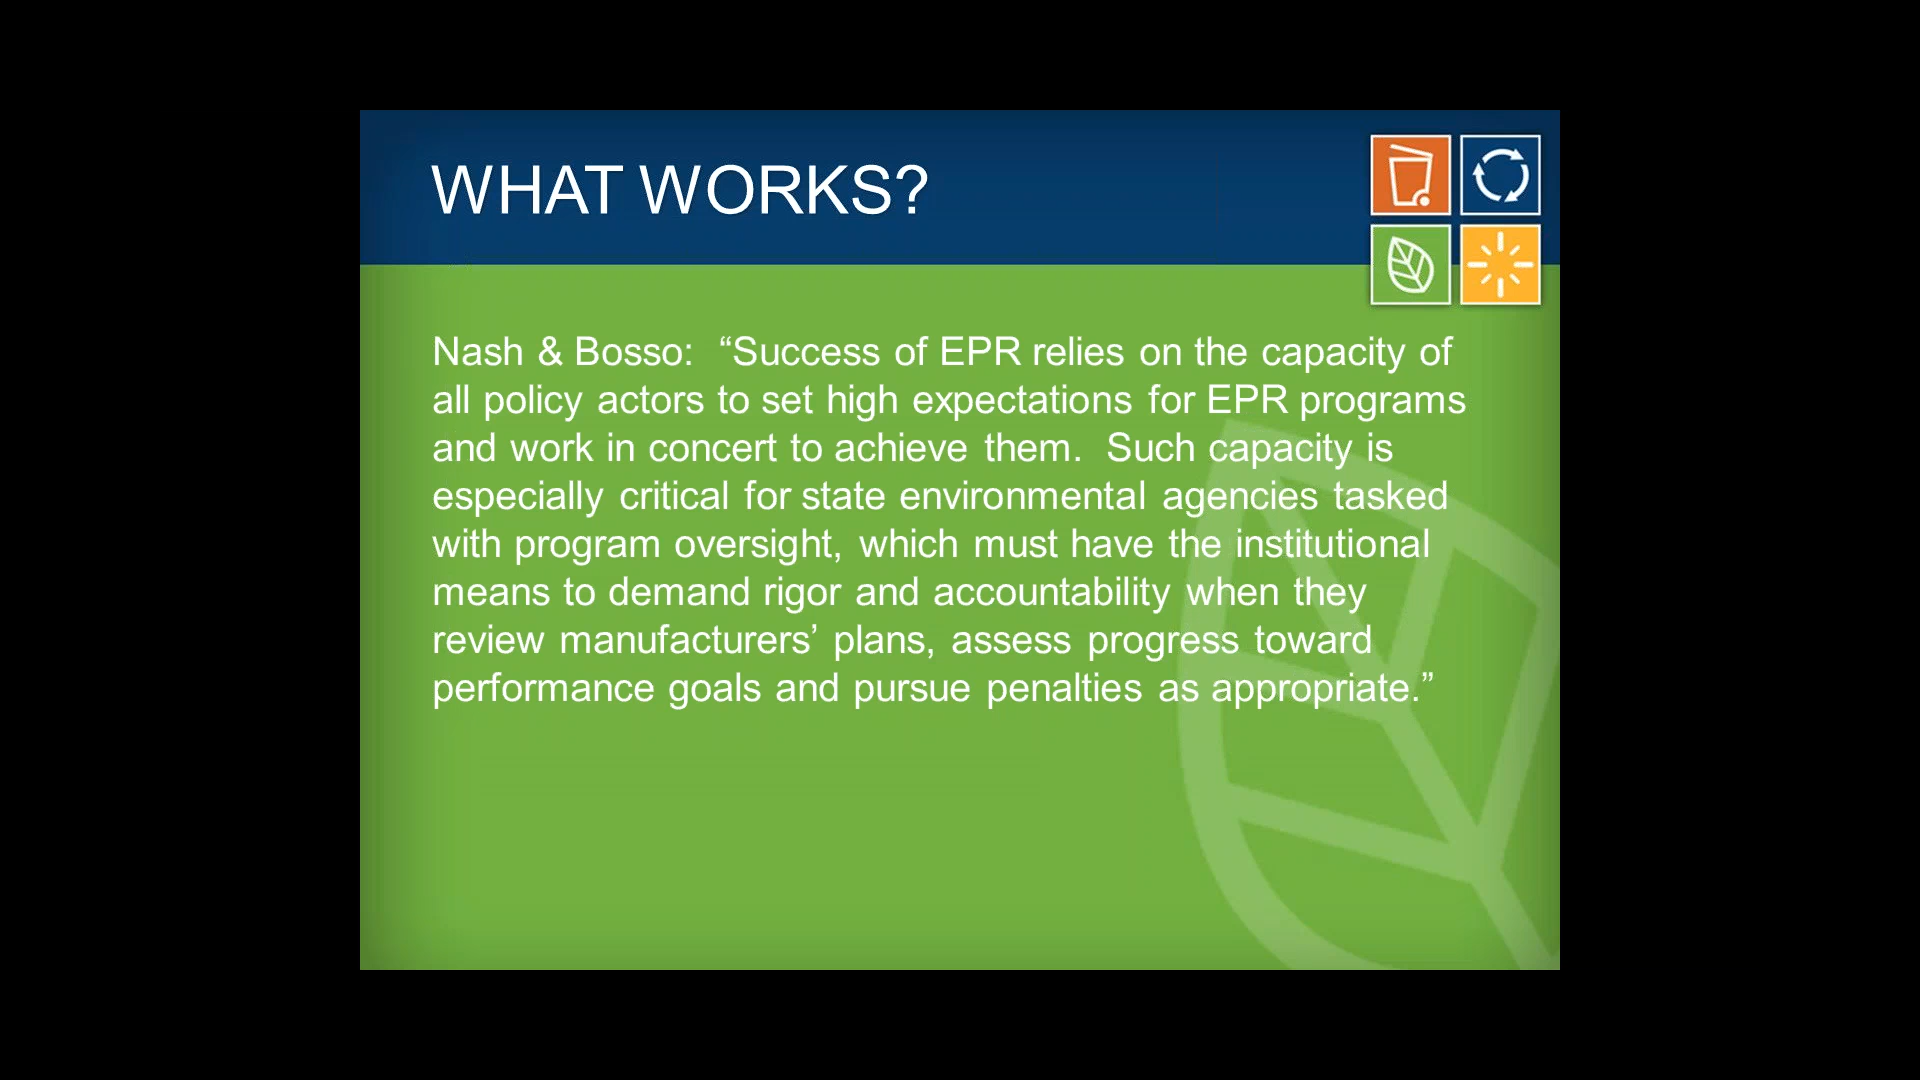 WHAT WORKS?
Nash & Bosso:  “Success of EPR relies on the capacity of
all policy actors to set high expectations for EPR programs
and work in concert to achieve them.  Such capacity is
especially critical for state environmental agencies tasked
with program oversight, which must have the institutional
means to demand rigor and accountability when they
review manufacturers’ plans, assess progress toward
performance goals and pursue penalties as appropriate.”